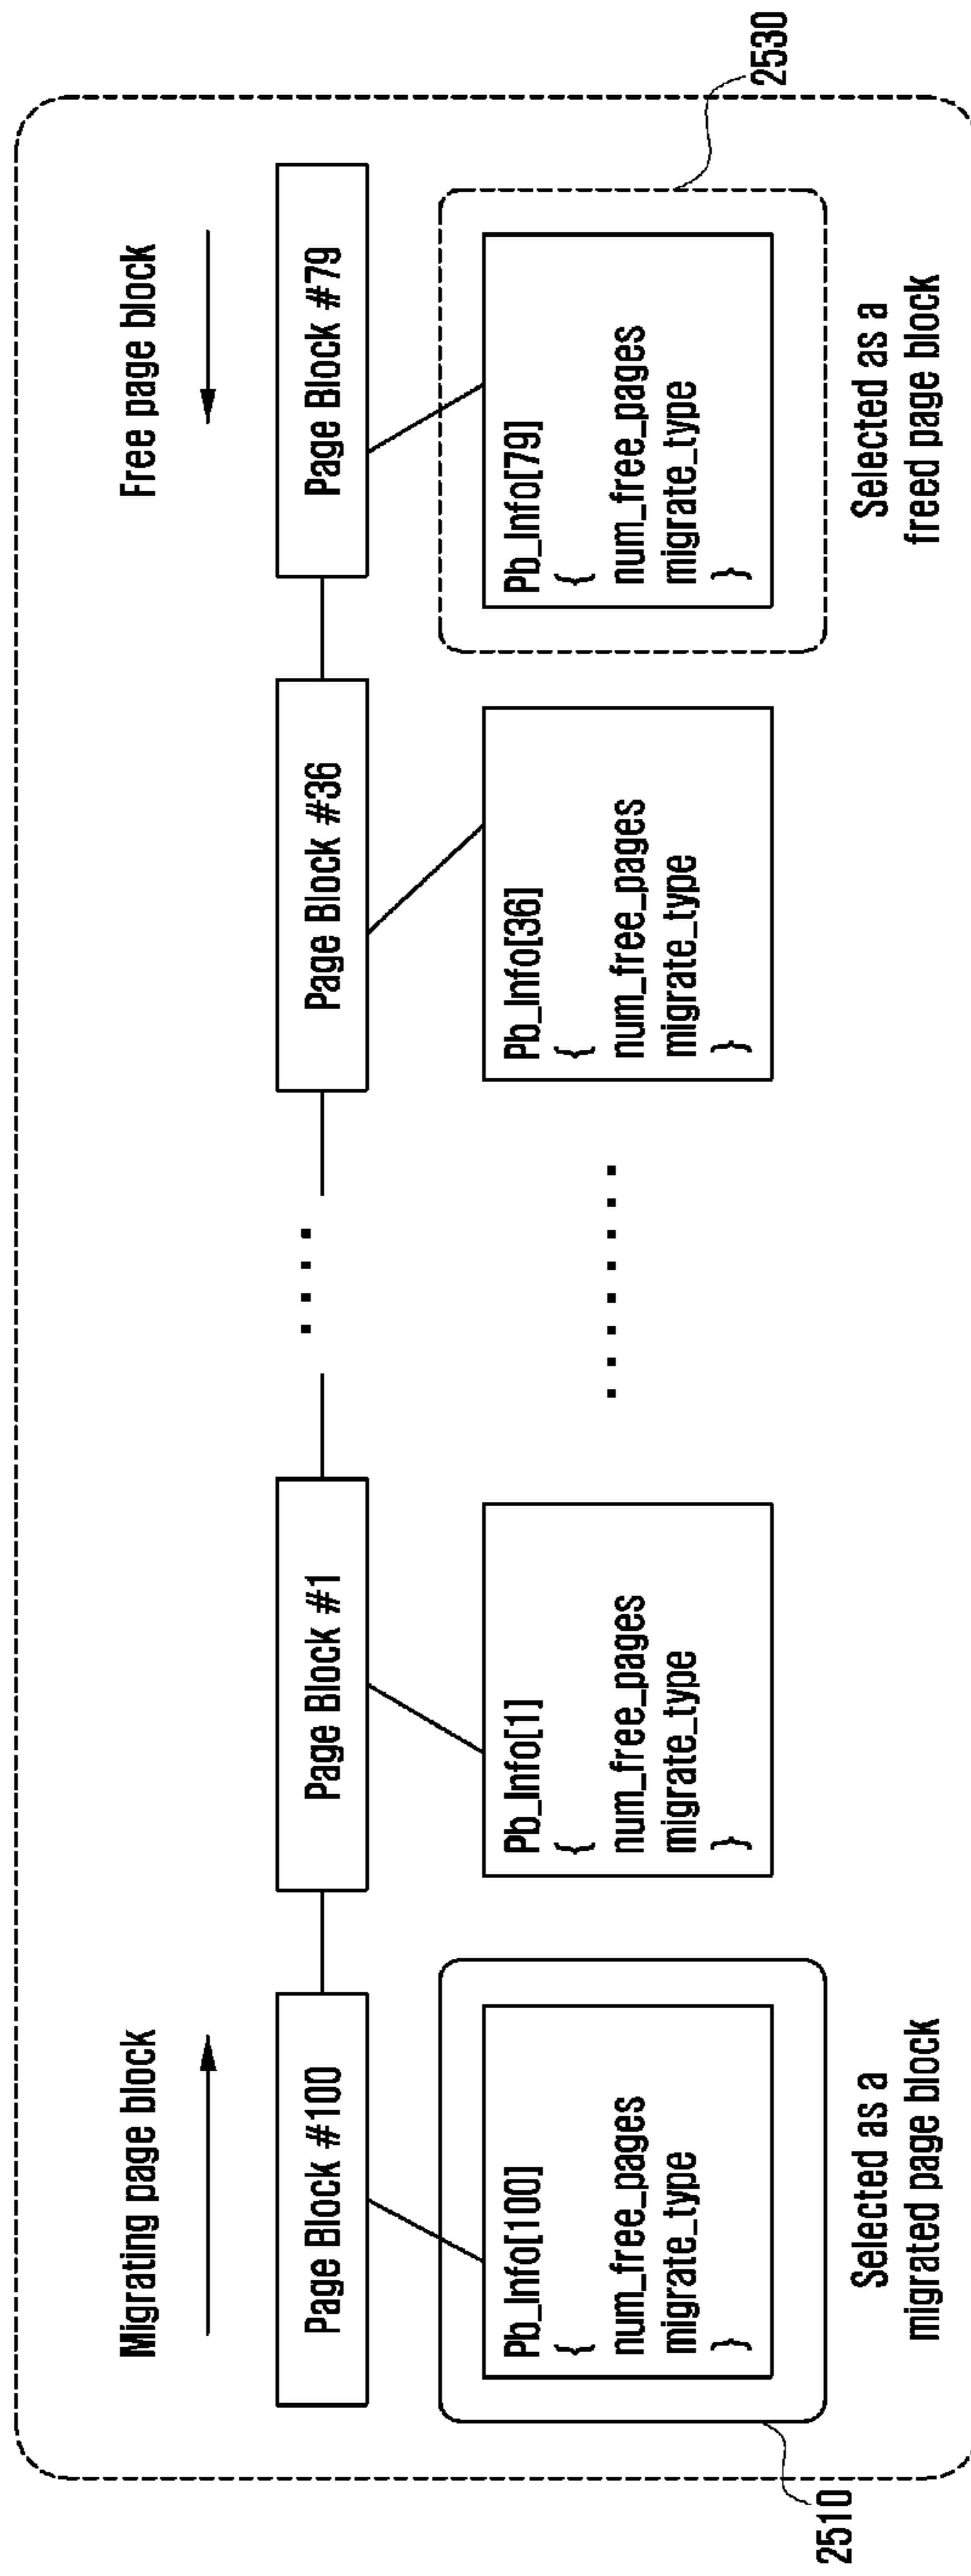 Migrating page block
Free page block
Page Block #100
Page Block #1
. . . .
Page Block #36
Page Block #79
Pb_Info[100]
{
num_free_pages
migrate_type
}
Pb_Info[1]
{
num_free_pages
migrate_type
}
. . . . . . . .
Pb_Info[36]
{
num_free_pages
migrate_type
}
Pb_Info[79]
{
num_free_pages
migrate_type
}
2510
Selected as a
migrated page block
2530
Selected as a
freed page block